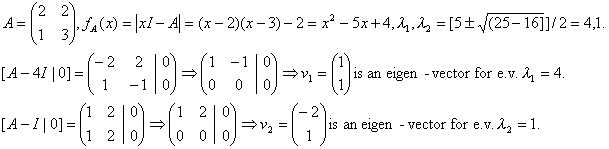 A = (2 2; 1 3), f_A(x) = |xI − A| = (x − 2)(x − 3) − 2 = x² − 5x + 4, λ₁, λ₂ = [5 ± √(25 − 16)]/2 = 4,1.
[A − 4I | 0] = (−2 2 | 0; 1 −1 | 0) ⇒ (1 −1 | 0; 0 0 | 0) ⇒ v₁ = (1; 1) is an eigen - vector for e.v. λ₁ = 4.
[A − I | 0] = (1 2 | 0; 1 2 | 0) ⇒ (1 2 | 0; 0 0 | 0) ⇒ v₂ = (−2; 1) is an eigen - vector for e.v. λ₂ = 1.